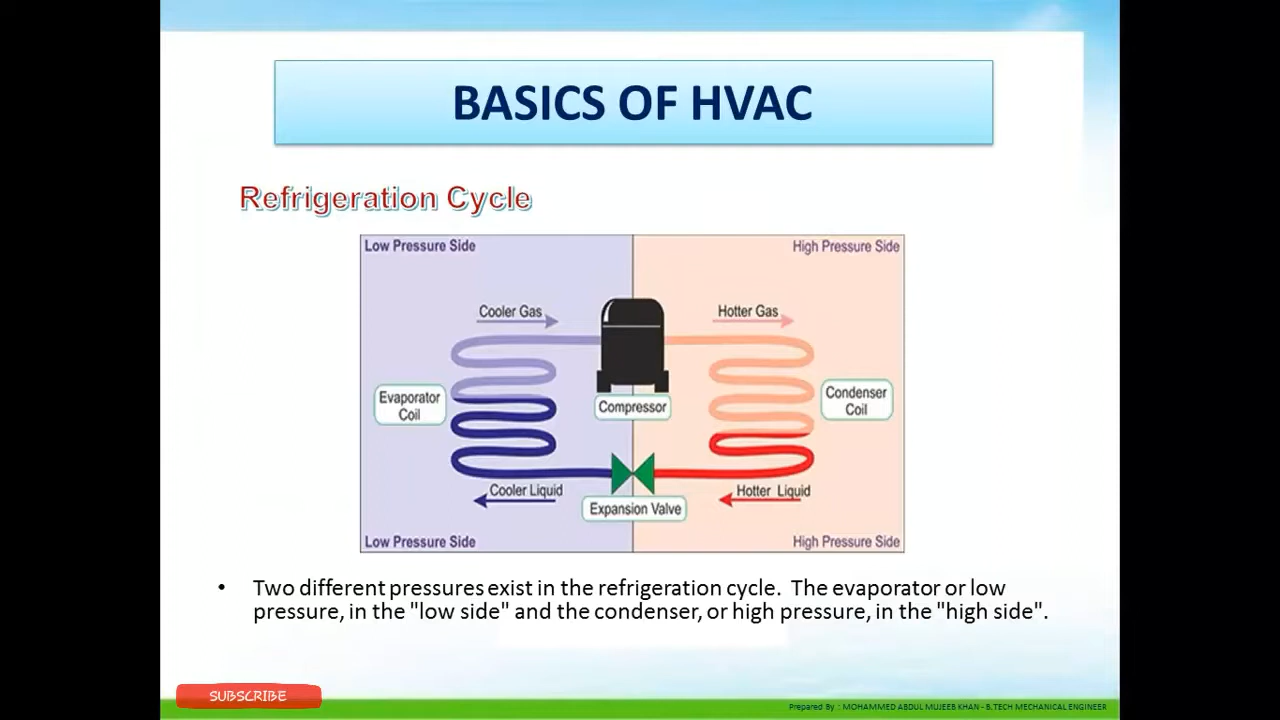 BASICS OF HVAC
Refrigeration Cycle
Low Pressure Side
High Pressure Side
Cooler Gas
Hotter Gas
Evaporator
Coil
Compressor
Condenser
Coil
Cooler Liquid
Hotter Liquid
Expansion Valve
Low Pressure Side
High Pressure Side
• Two different pressures exist in the refrigeration cycle. The evaporator or low
pressure, in the "low side" and the condenser, or high pressure, in the "high side".
SUBSCRIBE
Prepared By : MOHAMMED ABDUL MUJEEB KHAN - B.TECH MECHANICAL ENGINEER